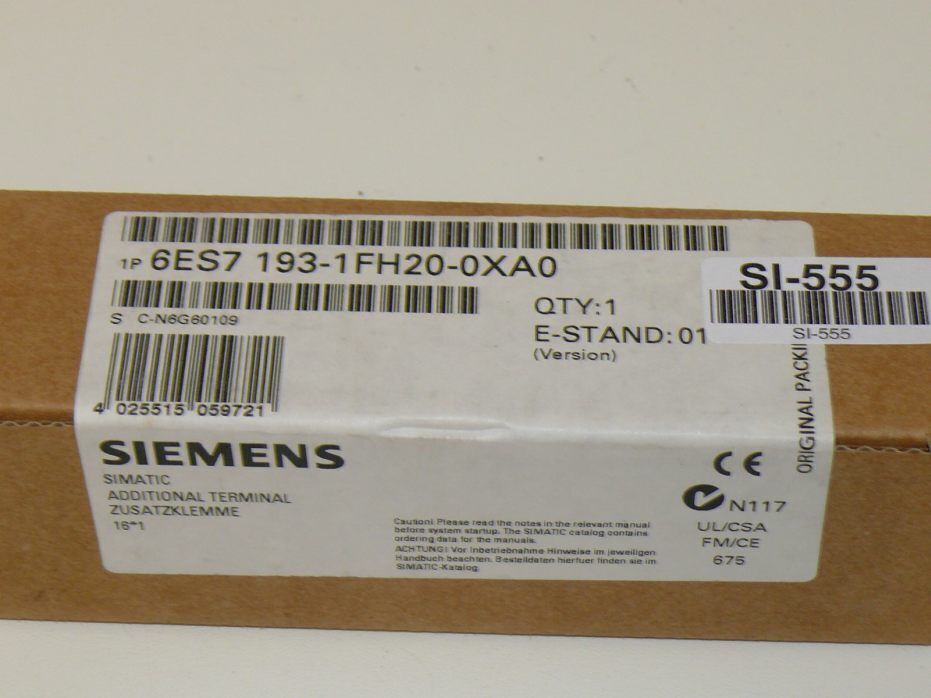 1P 6ES7 193-1FH20-0XA0
S C-N6G60109
QTY:1
E-STAND: 01
(Version)
SI-555
SI-555
4 025515 059721
ORIGINAL PACKI
SIEMENS
SIMATIC
ADDITIONAL TERMINAL
ZUSATZKLEMME
16*1
Caution: Please read the notes in the relevant manual
before system startup. The SIMATIC catalog contains
ordering data for the manuals.
ACHTUNG! Vor Inbetriebnahme Hinweise im jeweiligen
Handbuch beachten. Bestelldaten hierfuer finden sie im
SIMATIC-Katalog.
CE
N117
UL/CSA
FM/CE
675